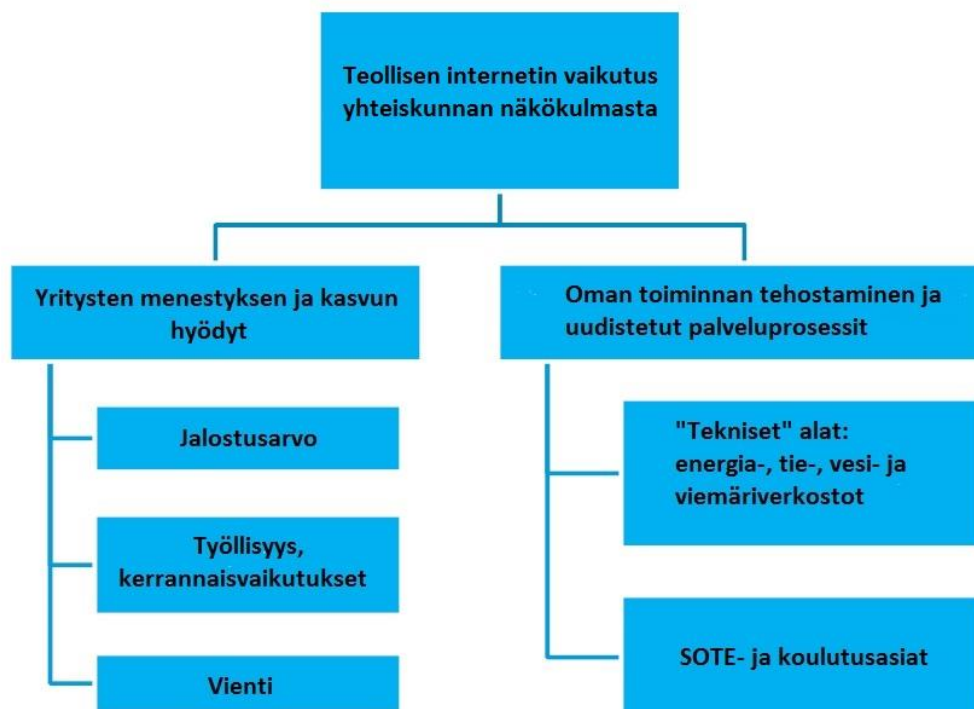 Teollisen internetin vaikutus
yhteiskunnan näkökulmasta
Yritysten menestyksen ja kasvun
hyödyt
Jalostusarvo
Työllisyys,
kerrannaisvaikutukset
Vienti
Oman toiminnan tehostaminen ja
uudistetut palveluprosessit
"Tekniset" alat:
energia-, tie-, vesi- ja
viemäriverkostot
SOTE- ja koulutusasiat